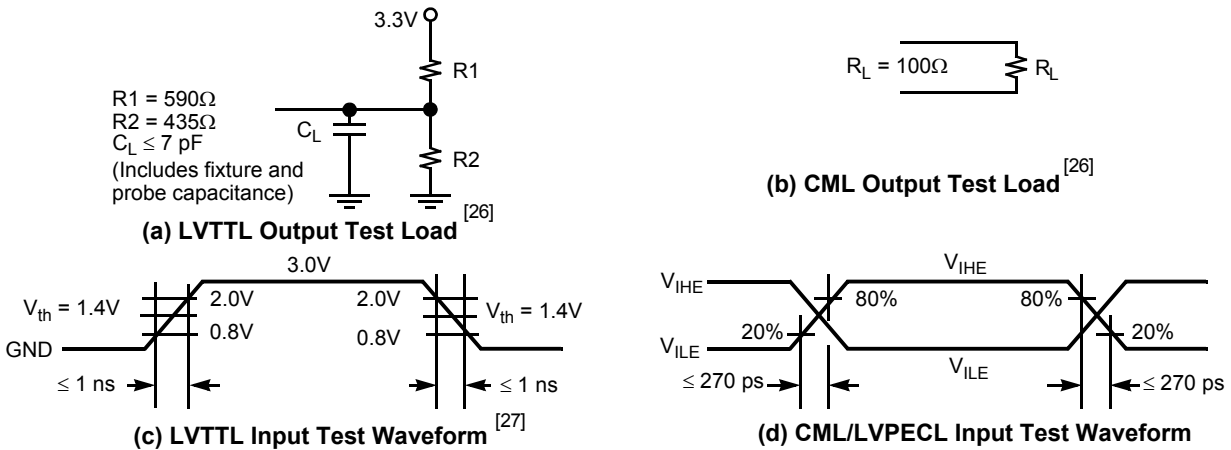 3.3V
R1
R1 = 590Ω
R2 = 435Ω
C_L ≤ 7 pF
(Includes fixture and
probe capacitance)
C_L
R2
(a) LVTTL Output Test Load [26]
R_L = 100Ω
R_L
(b) CML Output Test Load [26]
3.0V
V_th = 1.4V
2.0V
0.8V
2.0V
0.8V
V_th = 1.4V
GND
≤ 1 ns
≤ 1 ns
(c) LVTTL Input Test Waveform [27]
V_IHE
V_IHE
80%
80%
20%
20%
V_ILE
V_ILE
≤ 270 ps
≤ 270 ps
(d) CML/LVPECL Input Test Waveform